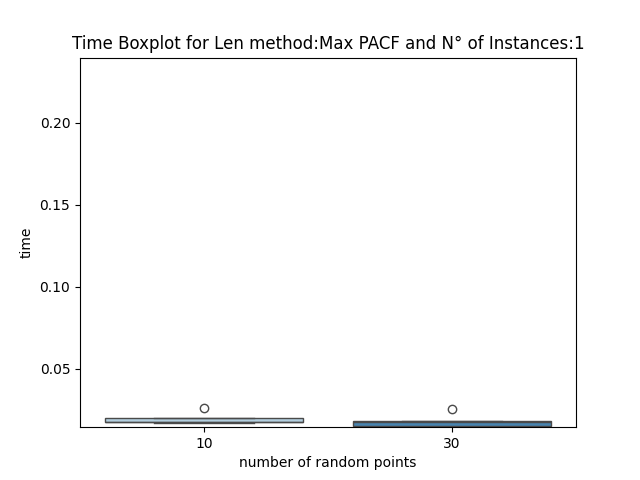 Time Boxplot for Len method:Max PACF and N° of Instances:1
0.20
0.15
time
0.10
0.05
10
30
number of random points